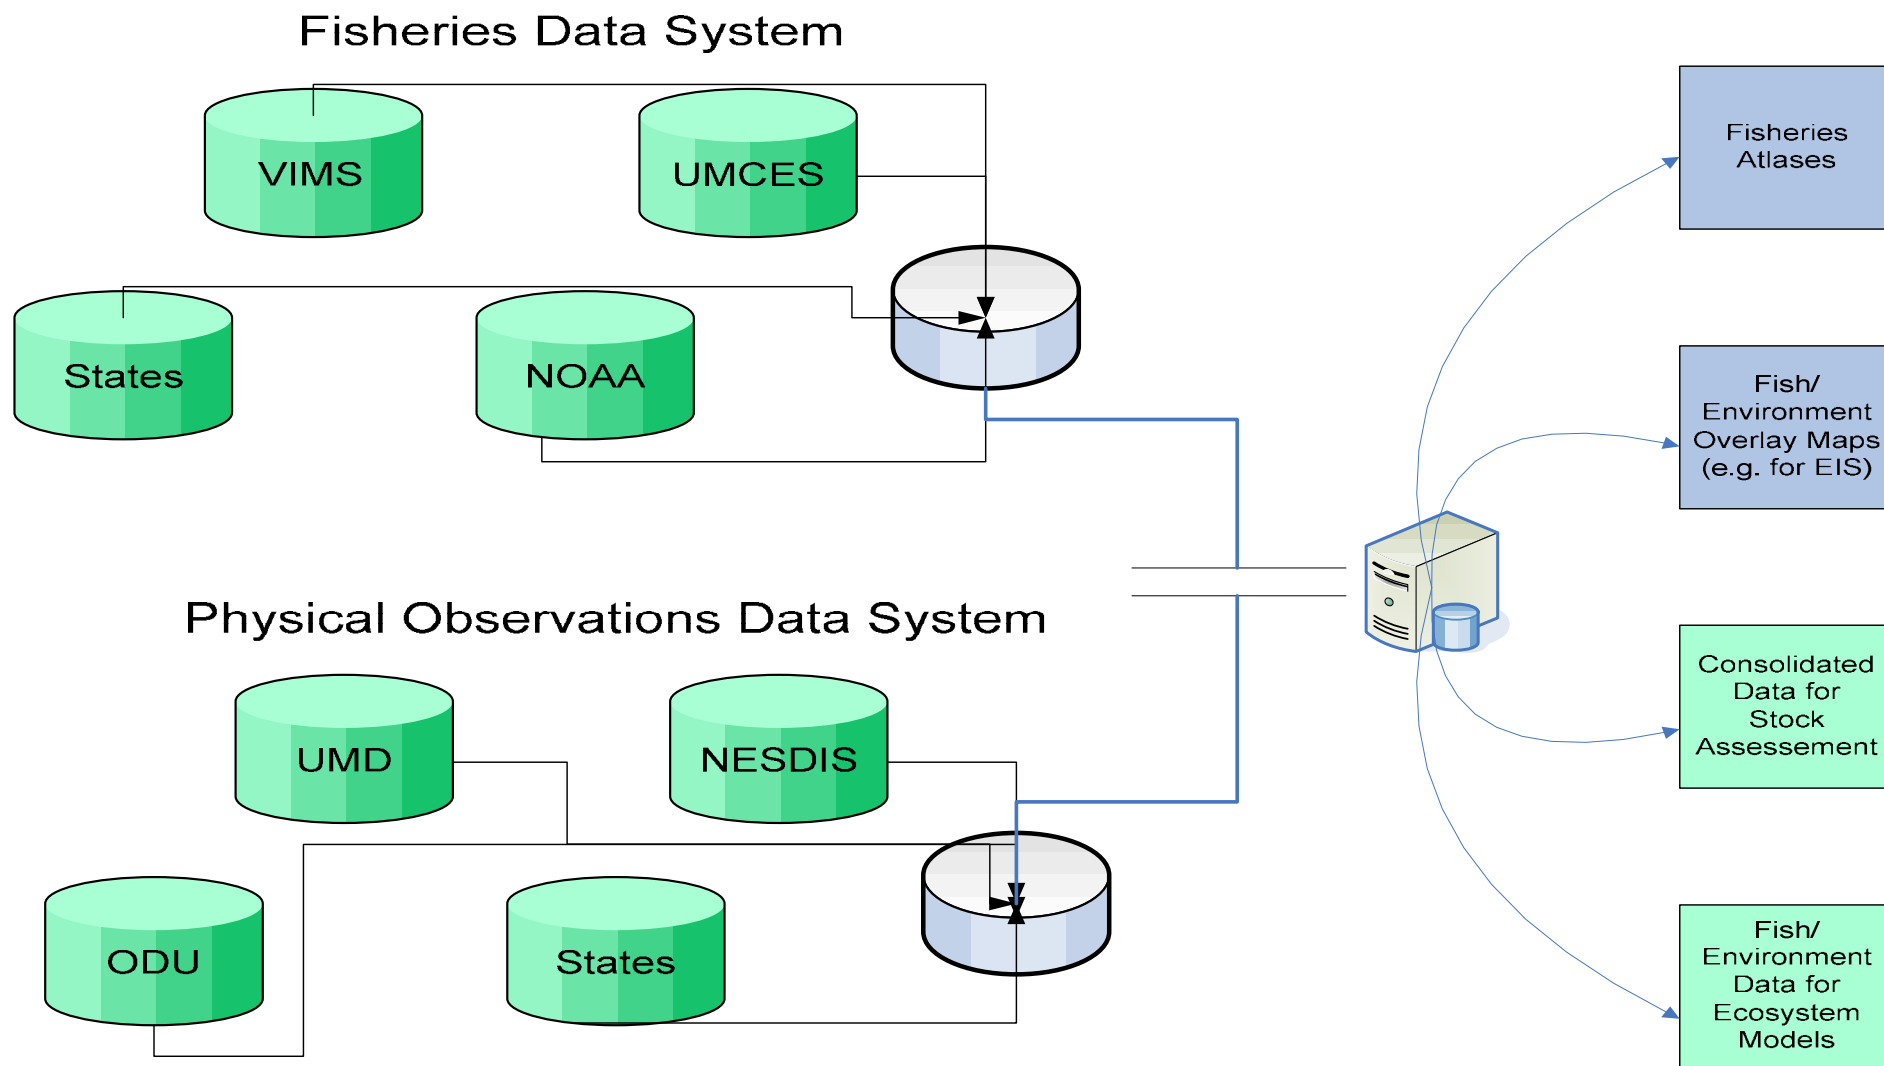 Fisheries Data System
VIMS
UMCES
States
NOAA
Physical Observations Data System
UMD
NESDIS
ODU
States
Fisheries
Atlases
Fish/
Environment
Overlay Maps
(e.g. for EIS)
Consolidated
Data for
Stock
Assessement
Fish/
Environment
Data for
Ecosystem
Models